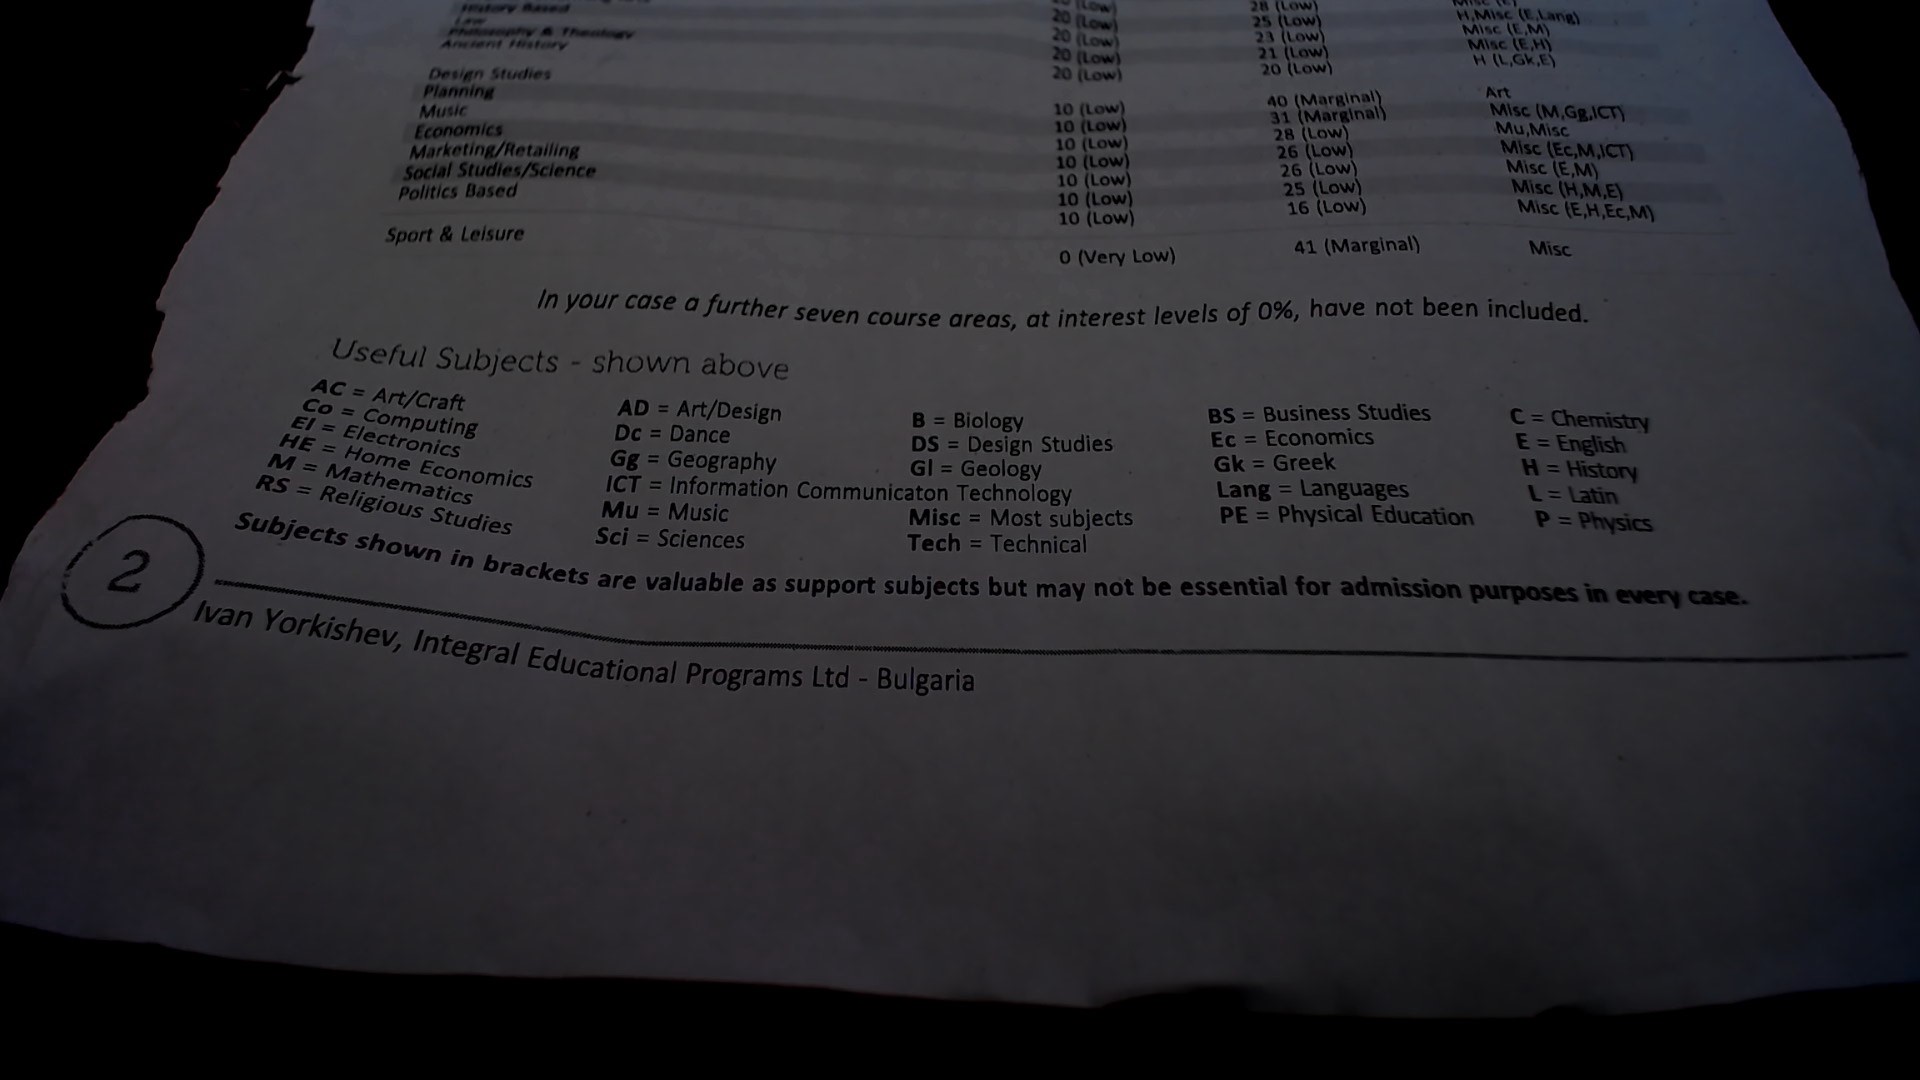 History Based 20 (Low) 28 (Low) H,Misc (E,Lang)
Law 20 (Low) 25 (Low) Misc (E,M)
Philosophy & Theology 20 (Low) 23 (Low) Misc (E,H)
Ancient History 20 (Low) 21 (Low) H (L,Gk,E)
20 (Low) 20 (Low)
Design Studies 10 (Low) 40 (Marginal) Art
Planning 10 (Low) 31 (Marginal) Misc (M,Gg,ICT)
Music 10 (Low) 28 (Low) Mu,Misc
Economics 10 (Low) 26 (Low) Misc (Ec,M,ICT)
Marketing/Retailing 10 (Low) 26 (Low) Misc (E,M)
Social Studies/Science 10 (Low) 25 (Low) Misc (H,M,E)
Politics Based 10 (Low) 16 (Low) Misc (E,H,Ec,M)
Sport & Leisure 0 (Very Low) 41 (Marginal) Misc
In your case a further seven course areas, at interest levels of 0%, have not been included.
Useful Subjects - shown above
AC = Art/Craft AD = Art/Design B = Biology BS = Business Studies C = Chemistry
Co = Computing Dc = Dance DS = Design Studies Ec = Economics E = English
El = Electronics Gg = Geography Gl = Geology Gk = Greek H = History
HE = Home Economics ICT = Information Communicaton Technology Lang = Languages L = Latin
M = Mathematics Mu = Music Misc = Most subjects PE = Physical Education P = Physics
RS = Religious Studies Sci = Sciences Tech = Technical
Subjects shown in brackets are valuable as support subjects but may not be essential for admission purposes in every case.
2
Ivan Yorkishev, Integral Educational Programs Ltd - Bulgaria